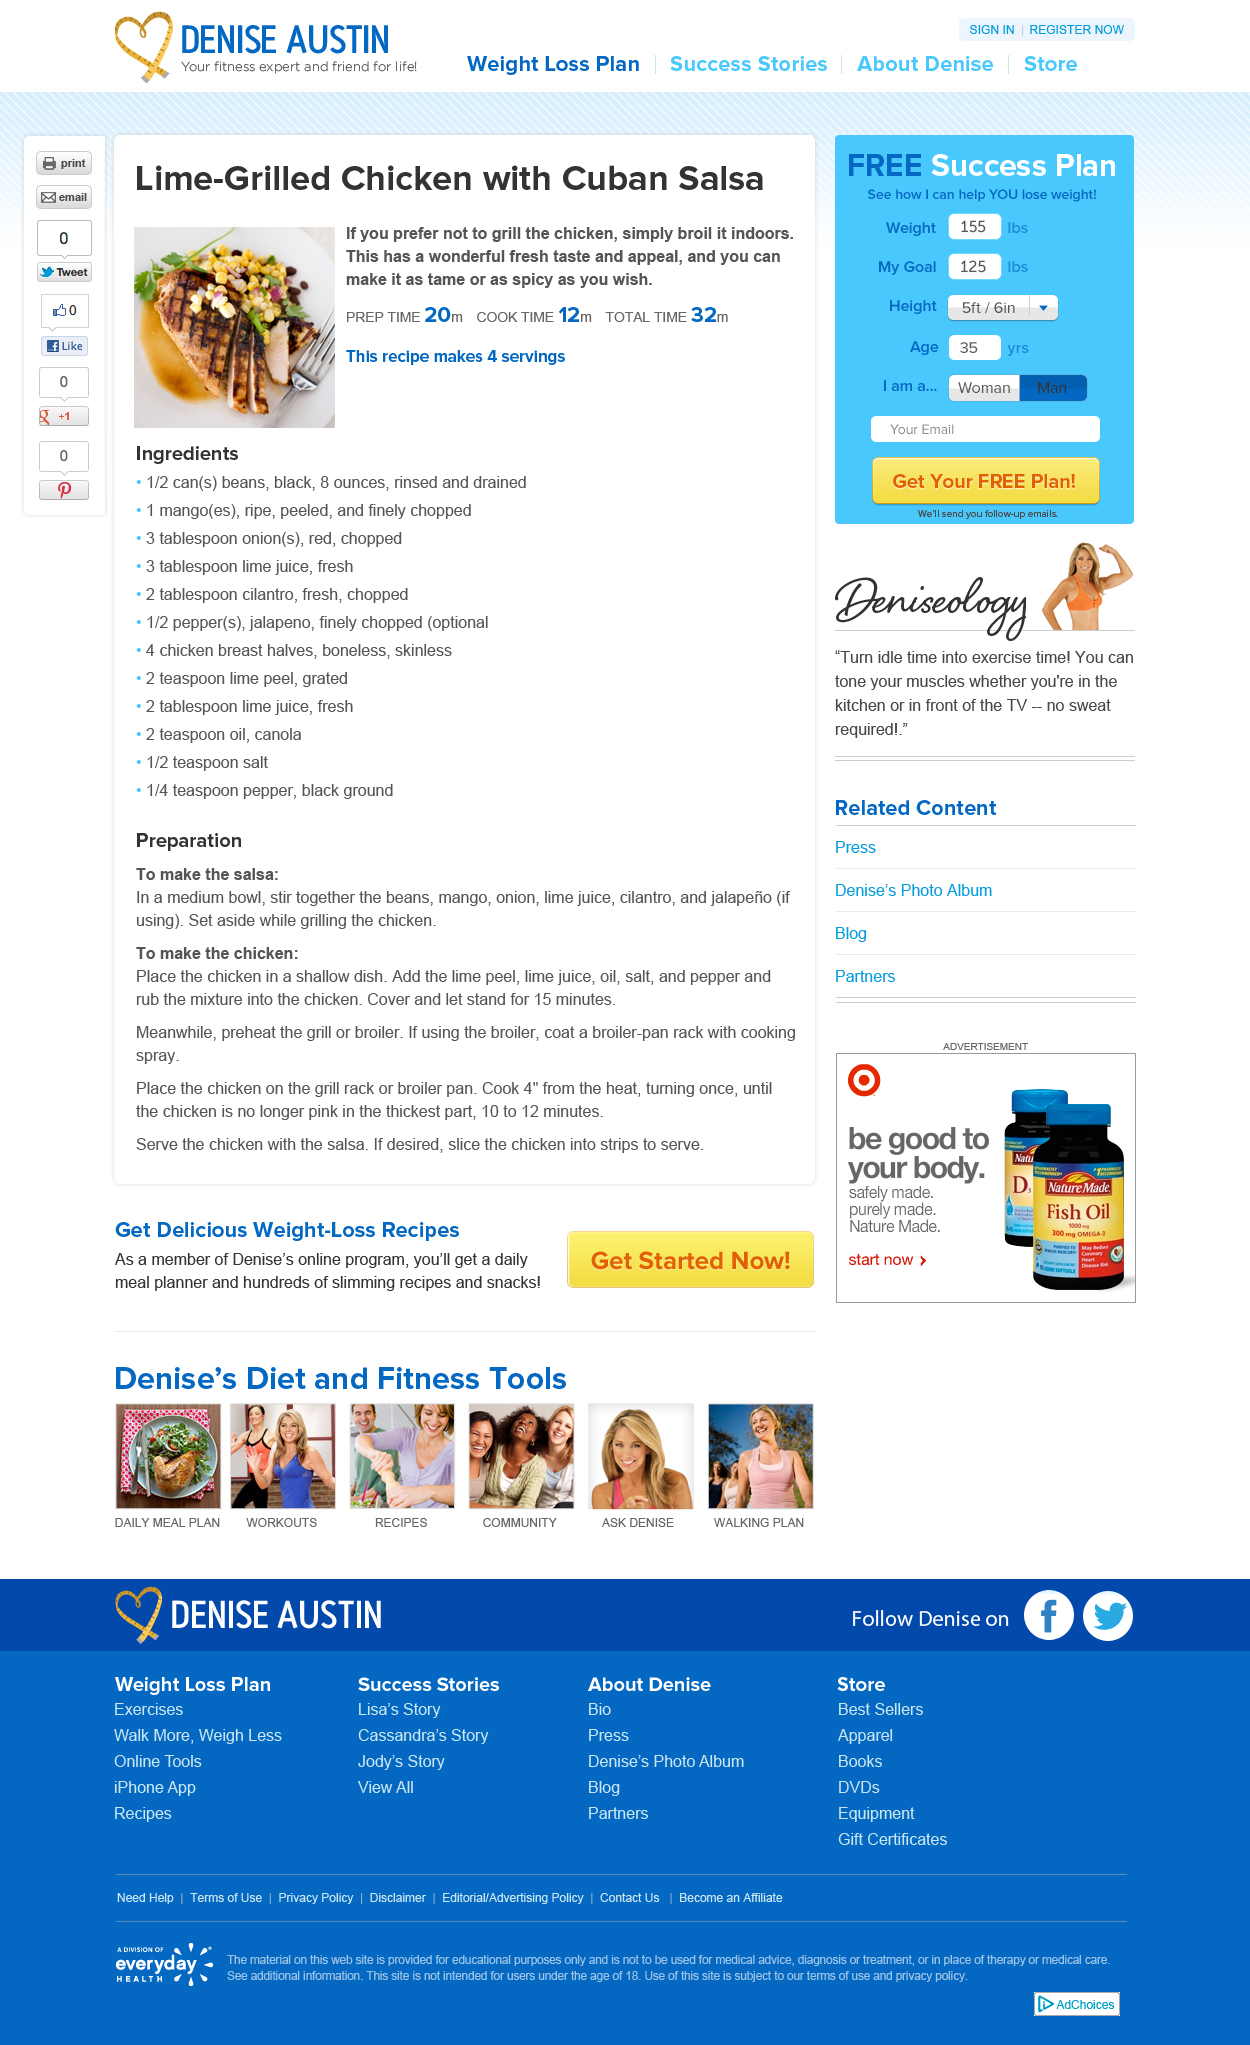 DENISE AUSTIN
Your fitness expert and friend for life!
SIGN IN | REGISTER NOW
Weight Loss Plan | Success Stories | About Denise | Store
print
email
0
Tweet
0
Like
0
+1
0
Lime-Grilled Chicken with Cuban Salsa
If you prefer not to grill the chicken, simply broil it indoors.
This has a wonderful fresh taste and appeal, and you can
make it as tame or as spicy as you wish.
PREP TIME 20m COOK TIME 12m TOTAL TIME 32m
This recipe makes 4 servings
Ingredients
• 1/2 can(s) beans, black, 8 ounces, rinsed and drained
• 1 mango(es), ripe, peeled, and finely chopped
• 3 tablespoon onion(s), red, chopped
• 3 tablespoon lime juice, fresh
• 2 tablespoon cilantro, fresh, chopped
• 1/2 pepper(s), jalapeno, finely chopped (optional
• 4 chicken breast halves, boneless, skinless
• 2 teaspoon lime peel, grated
• 2 tablespoon lime juice, fresh
• 2 teaspoon oil, canola
• 1/2 teaspoon salt
• 1/4 teaspoon pepper, black ground
Preparation
To make the salsa:
In a medium bowl, stir together the beans, mango, onion, lime juice, cilantro, and jalapeño (if
using). Set aside while grilling the chicken.
To make the chicken:
Place the chicken in a shallow dish. Add the lime peel, lime juice, oil, salt, and pepper and
rub the mixture into the chicken. Cover and let stand for 15 minutes.
Meanwhile, preheat the grill or broiler. If using the broiler, coat a broiler-pan rack with cooking
spray.
Place the chicken on the grill rack or broiler pan. Cook 4" from the heat, turning once, until
the chicken is no longer pink in the thickest part, 10 to 12 minutes.
Serve the chicken with the salsa. If desired, slice the chicken into strips to serve.
FREE Success Plan
See how I can help YOU lose weight!
Weight 155 lbs
My Goal 125 lbs
Height 5ft / 6in
Age 35 yrs
I am a... Woman Man
Your Email
Get Your FREE Plan!
We'll send you follow-up emails.
Deniseology
“Turn idle time into exercise time! You can
tone your muscles whether you're in the
kitchen or in front of the TV -- no sweat
required!.”
Related Content
Press
Denise’s Photo Album
Blog
Partners
ADVERTISEMENT
be good to
your body.
safely made.
purely made.
Nature Made.
start now ›
D3
Nature Made
Fish Oil
1000 mg
300 mg OMEGA-3
Get Delicious Weight-Loss Recipes
As a member of Denise’s online program, you’ll get a daily
meal planner and hundreds of slimming recipes and snacks!
Get Started Now!
Denise’s Diet and Fitness Tools
DAILY MEAL PLAN WORKOUTS RECIPES COMMUNITY ASK DENISE WALKING PLAN
DENISE AUSTIN
Follow Denise on
Weight Loss Plan
Exercises
Walk More, Weigh Less
Online Tools
iPhone App
Recipes
Success Stories
Lisa’s Story
Cassandra’s Story
Jody’s Story
View All
About Denise
Bio
Press
Denise’s Photo Album
Blog
Partners
Store
Best Sellers
Apparel
Books
DVDs
Equipment
Gift Certificates
Need Help | Terms of Use | Privacy Policy | Disclaimer | Editorial/Advertising Policy | Contact Us | Become an Affiliate
A DIVISION OF
everyday
HEALTH
The material on this web site is provided for educational purposes only and is not to be used for medical advice, diagnosis or treatment, or in place of therapy or medical care.
See additional information. This site is not intended for users under the age of 18. Use of this site is subject to our terms of use and privacy policy.
AdChoices